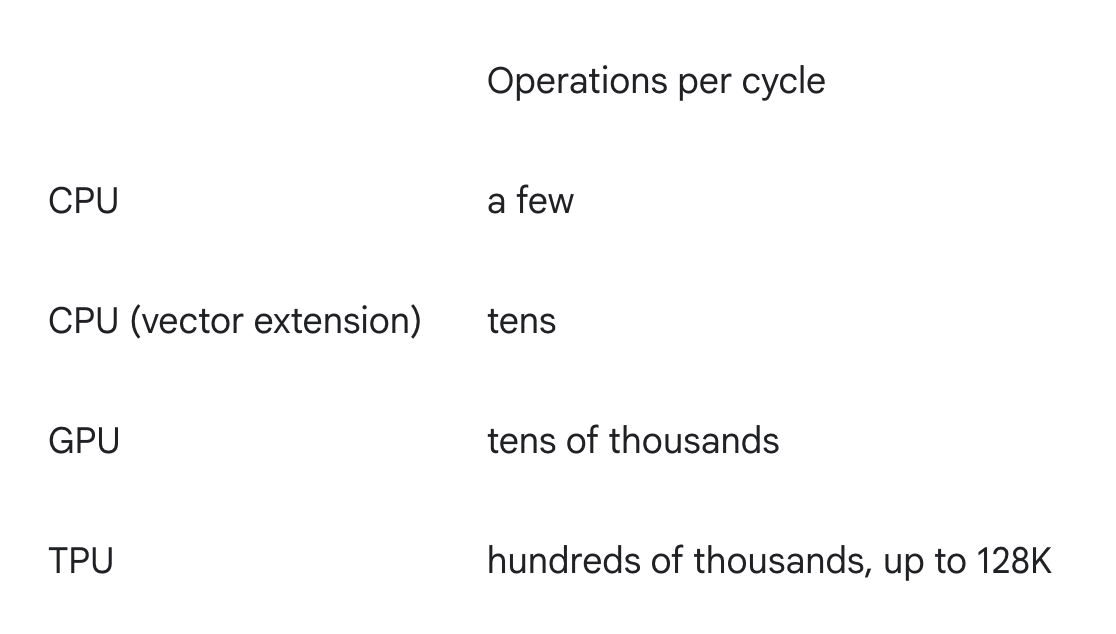 Operations per cycle
CPU a few
CPU (vector extension) tens
GPU tens of thousands
TPU hundreds of thousands, up to 128K